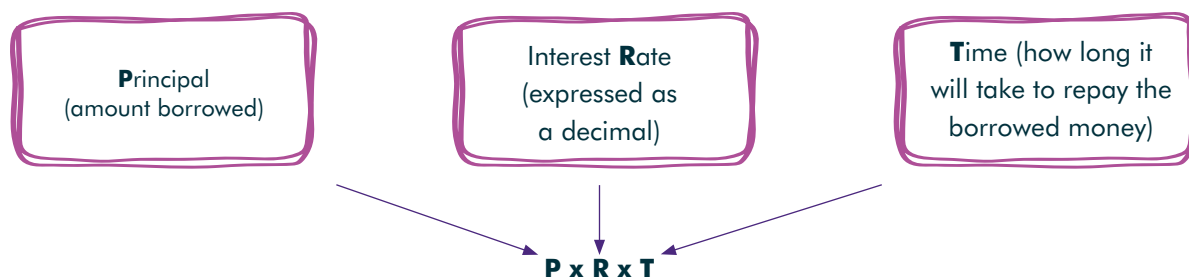 Principal
(amount borrowed)
Interest Rate
(expressed as
a decimal)
Time (how long it
will take to repay the
borrowed money)
P x R x T